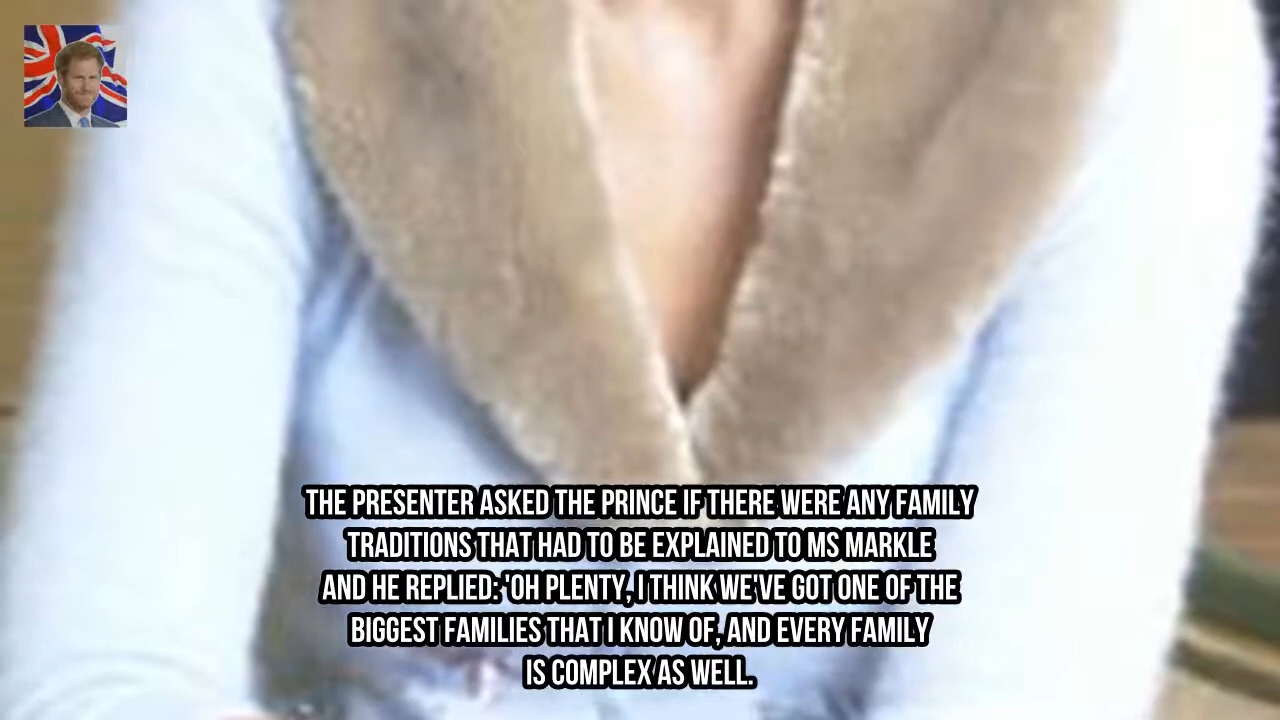 THE PRESENTER ASKED THE PRINCE IF THERE WERE ANY FAMILY
TRADITIONS THAT HAD TO BE EXPLAINED TO MS MARKLE
AND HE REPLIED: 'OH PLENTY, I THINK WE'VE GOT ONE OF THE
BIGGEST FAMILIES THAT I KNOW OF, AND EVERY FAMILY
IS COMPLEX AS WELL.